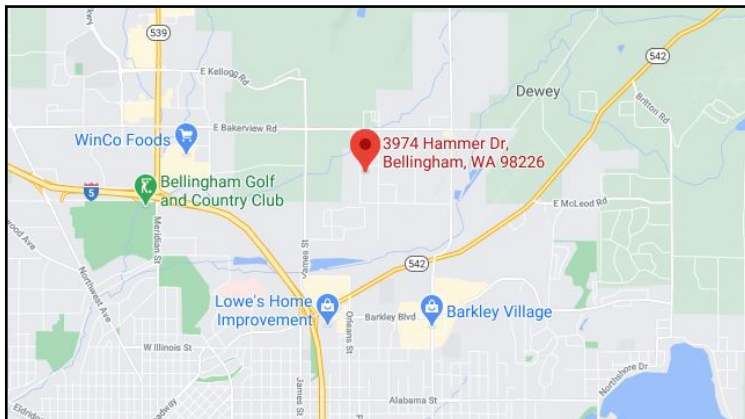 539
542
E Kellogg Rd
Dewey
Britton Rd
E Bakerview Rd
WinCo Foods
3974 Hammer Dr,
Bellingham, WA 98226
Bellingham Golf
and Country Club
5
E McLeod Rd
Meridian St
James St
Northwest Ave
542
Lowe's Home
Improvement
Orleans St
Barkley Blvd
Barkley Village
W Illinois St
James St
Northshore Dr
Alabama St